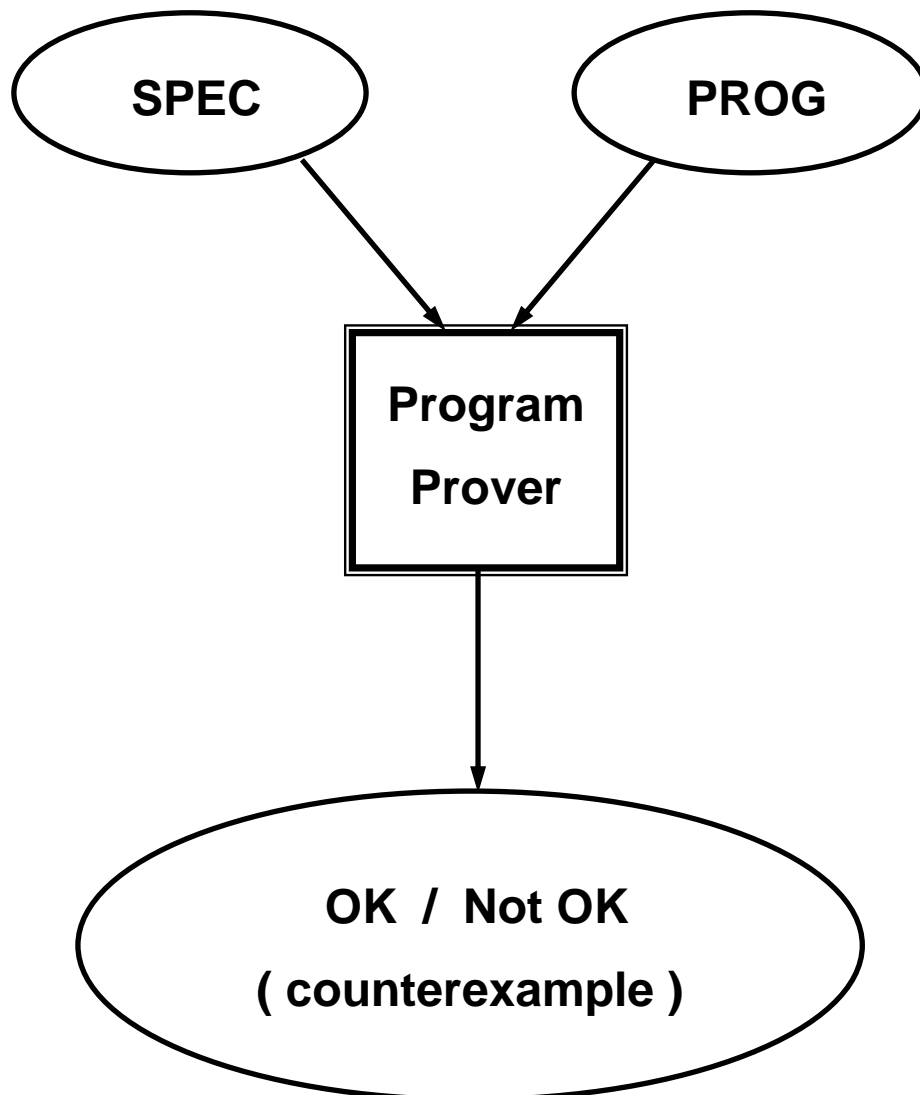 SPEC
PROG
Program
Prover
OK / Not OK
( counterexample )